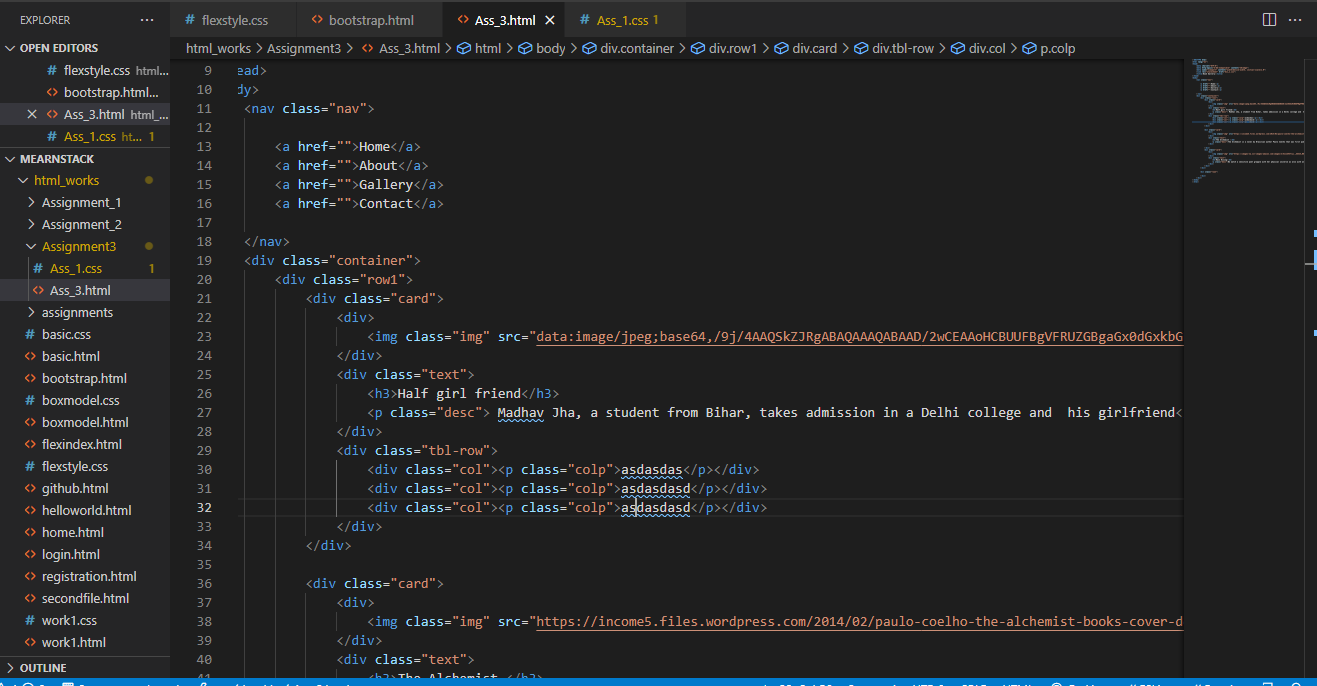 EXPLORER
OPEN EDITORS
# flexstyle.css html...
<> bootstrap.html...
× <> Ass_3.html html_...
# Ass_1.css ht... 1
MEARNSTACK
html_works
Assignment_1
Assignment_2
Assignment3
# Ass_1.css 1
<> Ass_3.html
assignments
# basic.css
<> basic.html
<> bootstrap.html
# boxmodel.css
<> boxmodel.html
<> flexindex.html
# flexstyle.css
<> github.html
<> helloworld.html
<> home.html
<> login.html
<> registration.html
<> secondfile.html
# work1.css
<> work1.html
OUTLINE
# flexstyle.css <> bootstrap.html <> Ass_3.html × # Ass_1.css 1
html_works > Assignment3 > <> Ass_3.html > html > body > div.container > div.row1 > div.card > div.tbl-row > div.col > p.colp
9 ead>
10 dy>
11 <nav class="nav">
12
13 <a href="">Home</a>
14 <a href="">About</a>
15 <a href="">Gallery</a>
16 <a href="">Contact</a>
17
18 </nav>
19 <div class="container">
20 <div class="row1">
21 <div class="card">
22 <div>
23 <img class="img" src="data:image/jpeg;base64,/9j/4AAQSkZJRgABAQAAAQABAAD/2wCEAAoHCBUUFBgVFRUZGBgaGx0dGxkbG
24 </div>
25 <div class="text">
26 <h3>Half girl friend</h3>
27 <p class="desc"> Madhav Jha, a student from Bihar, takes admission in a Delhi college and  his girlfriend<
28 </div>
29 <div class="tbl-row">
30 <div class="col"><p class="colp">asdasdas</p></div>
31 <div class="col"><p class="colp">asdasdasd</p></div>
32 <div class="col"><p class="colp">asdasdasd</p></div>
33 </div>
34 </div>
35
36 <div class="card">
37 <div>
38 <img class="img" src="https://income5.files.wordpress.com/2014/02/paulo-coelho-the-alchemist-books-cover-d
39 </div>
40 <div class="text">
41 <h3>The Alchemist </h3>